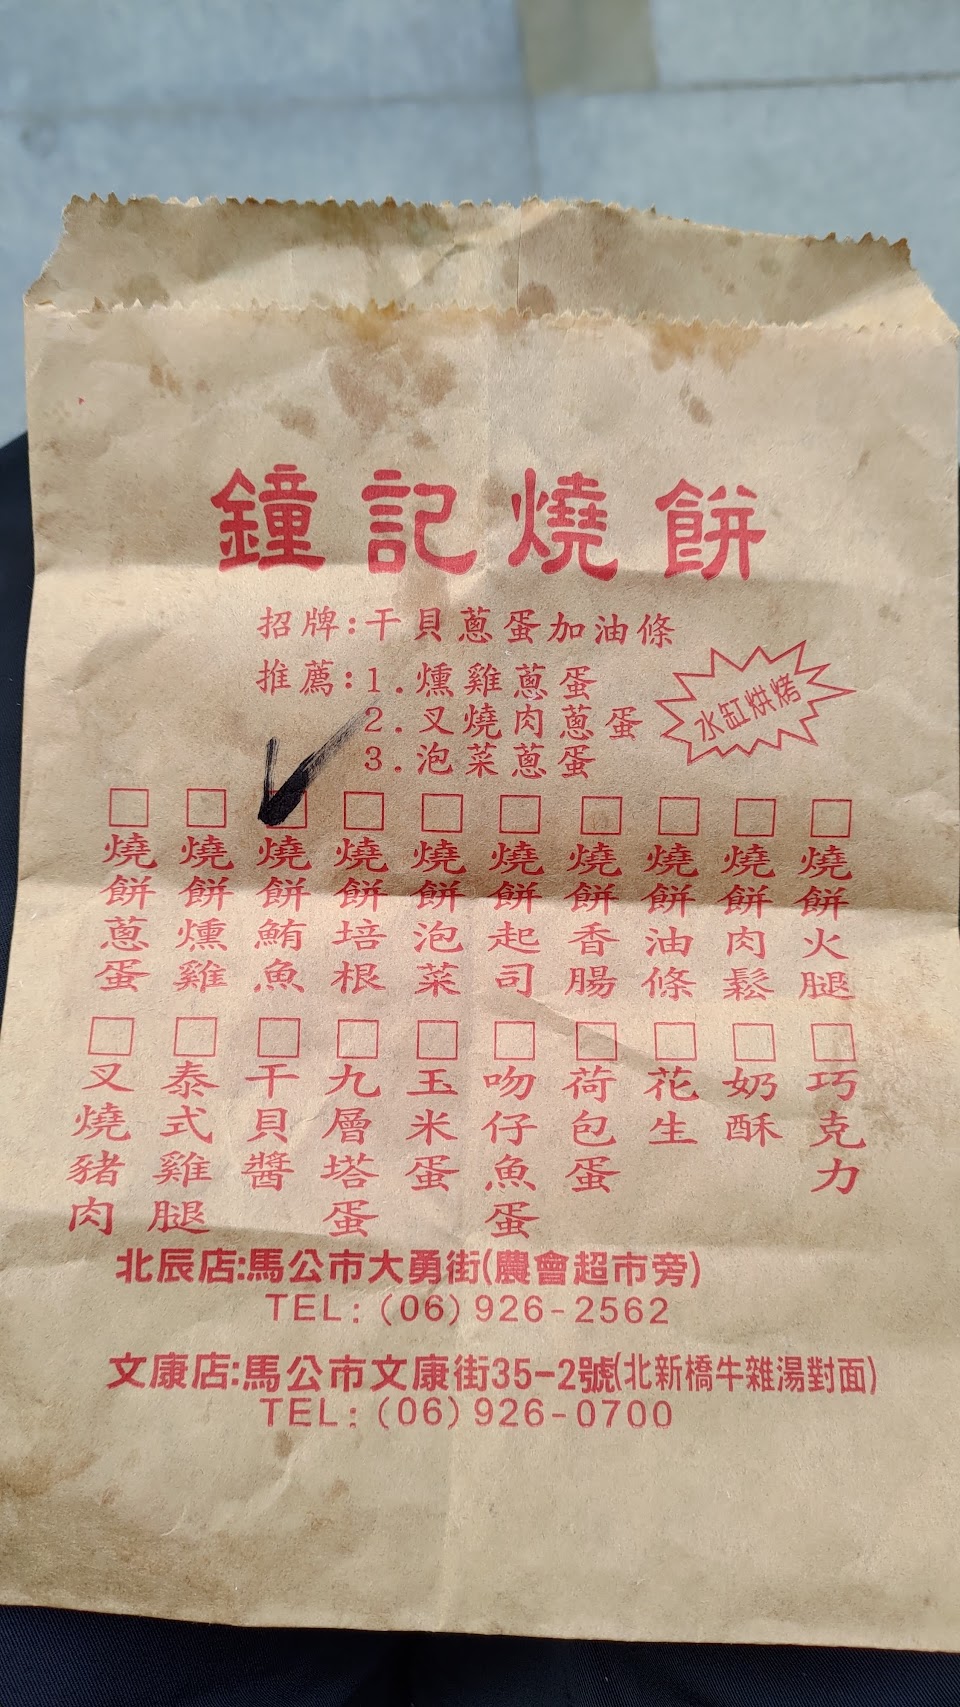 鐘記燒餅
招牌:干貝蔥蛋加油條
推薦:1.燻雞蔥蛋
2.叉燒肉蔥蛋
3.泡菜蔥蛋
水缸烘烤
燒餅蔥蛋
燒餅燻雞
燒餅鮪魚
燒餅培根
燒餅泡菜
燒餅起司
燒餅香腸
燒餅油條
燒餅肉鬆
燒餅火腿
叉燒豬肉
泰式雞腿
干貝醬
九層塔蛋
玉米蛋
吻仔魚蛋
荷包蛋
花生
奶酥
巧克力
北辰店:馬公市大勇街(農會超市旁)
TEL:(06)926-2562
文康店:馬公市文康街35-2號(北新橋牛雜湯對面)
TEL:(06)926-0700